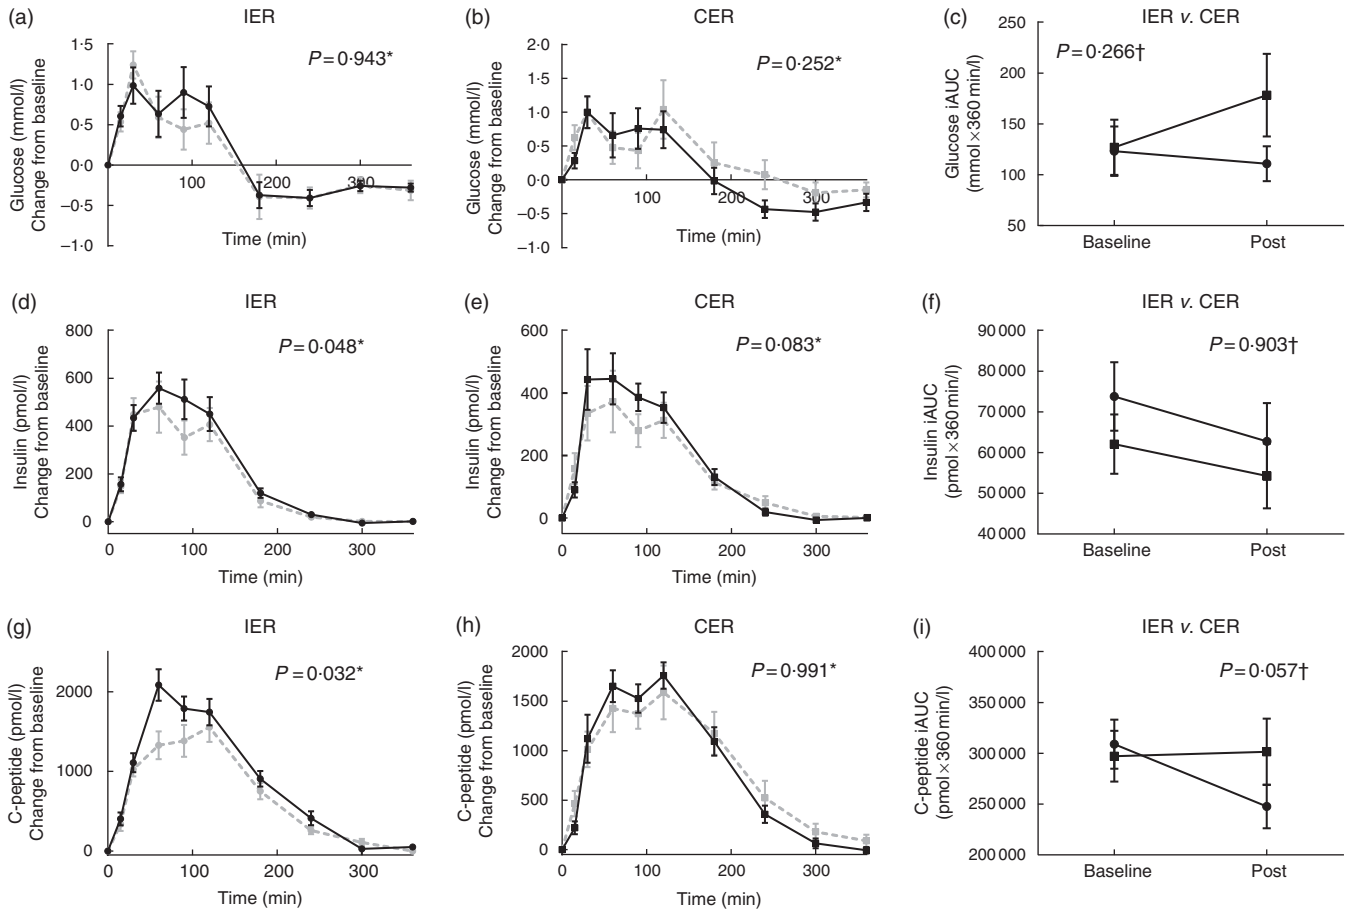 (a)
IER
Glucose (mmol/l)
Change from baseline
1·5
1·0
0·5
0·0
–0·5
–1·0
P=0·943*
100
200
300
Time (min)
(b)
CER
Glucose (mmol/l)
Change from baseline
2·0
1·5
1·0
0·5
0·0
–0·5
–1·0
P=0·252*
100
200
300
Time (min)
(c)
IER v. CER
Glucose iAUC
(mmol×360 min/l)
250
200
150
100
50
P=0·266†
Baseline
Post
(d)
IER
Insulin (pmol/l)
Change from baseline
800
600
400
200
0
P=0·048*
0
100
200
300
Time (min)
(e)
CER
Insulin (pmol/l)
Change from baseline
600
400
200
0
P=0·083*
0
100
200
300
Time (min)
(f)
IER v. CER
Insulin iAUC
(pmol×360 min/l)
90 000
80 000
70 000
60 000
50 000
40 000
P=0·903†
Baseline
Post
(g)
IER
C-peptide (pmol/l)
Change from baseline
2000
1000
0
P=0·032*
0
100
200
300
Time (min)
(h)
CER
C-peptide (pmol/l)
Change from baseline
2000
1500
1000
500
0
P=0·991*
0
100
200
300
Time (min)
(i)
IER v. CER
C-peptide iAUC
(pmol×360 min/l)
400 000
350 000
300 000
250 000
200 000
P=0·057†
Baseline
Post